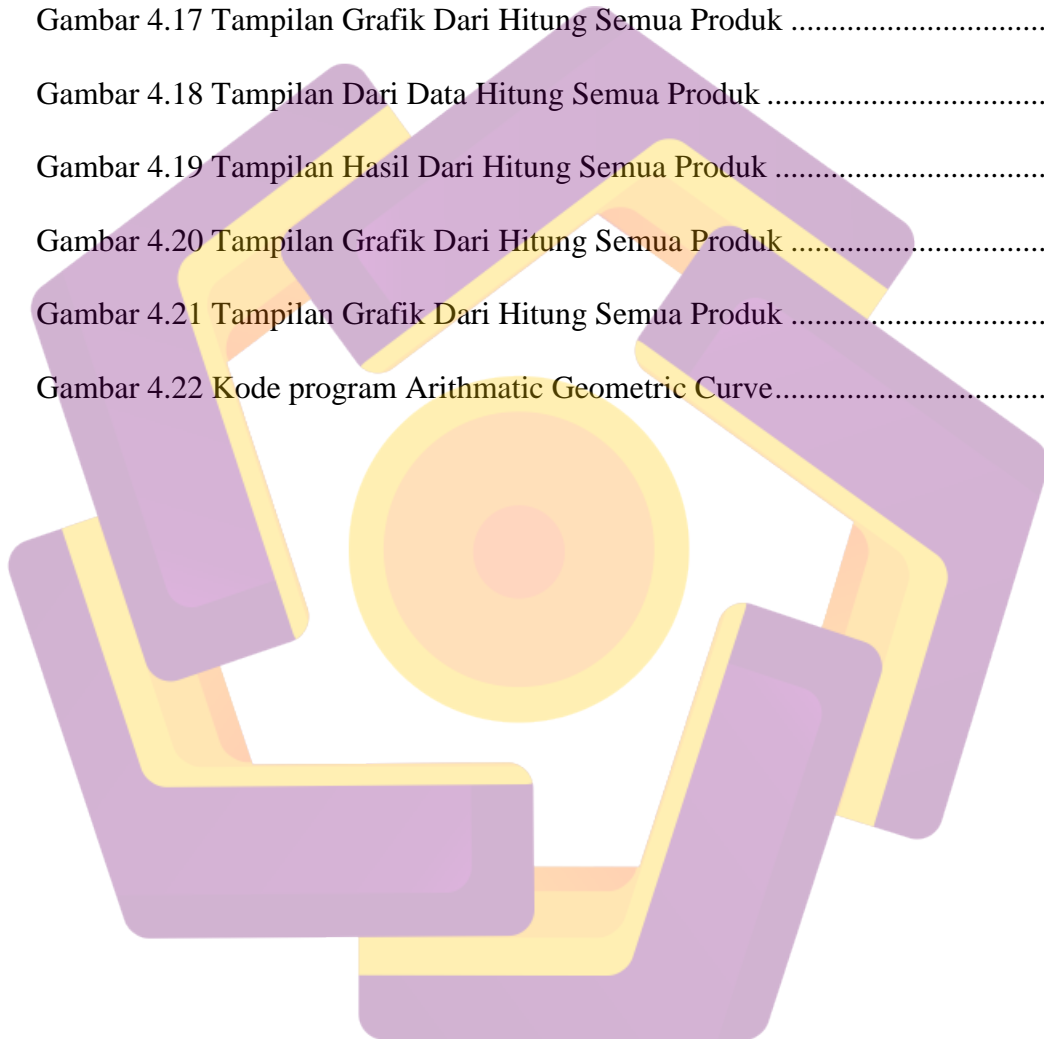 Gambar 4.17 Tampilan Grafik Dari Hitung Semua Produk ................................
Gambar 4.18 Tampilan Dari Data Hitung Semua Produk ...................................
Gambar 4.19 Tampilan Hasil Dari Hitung Semua Produk ..................................
Gambar 4.20 Tampilan Grafik Dari Hitung Semua Produk ................................
Gambar 4.21 Tampilan Grafik Dari Hitung Semua Produk ................................
Gambar 4.22 Kode program Arithmatic Geometric Curve..................................